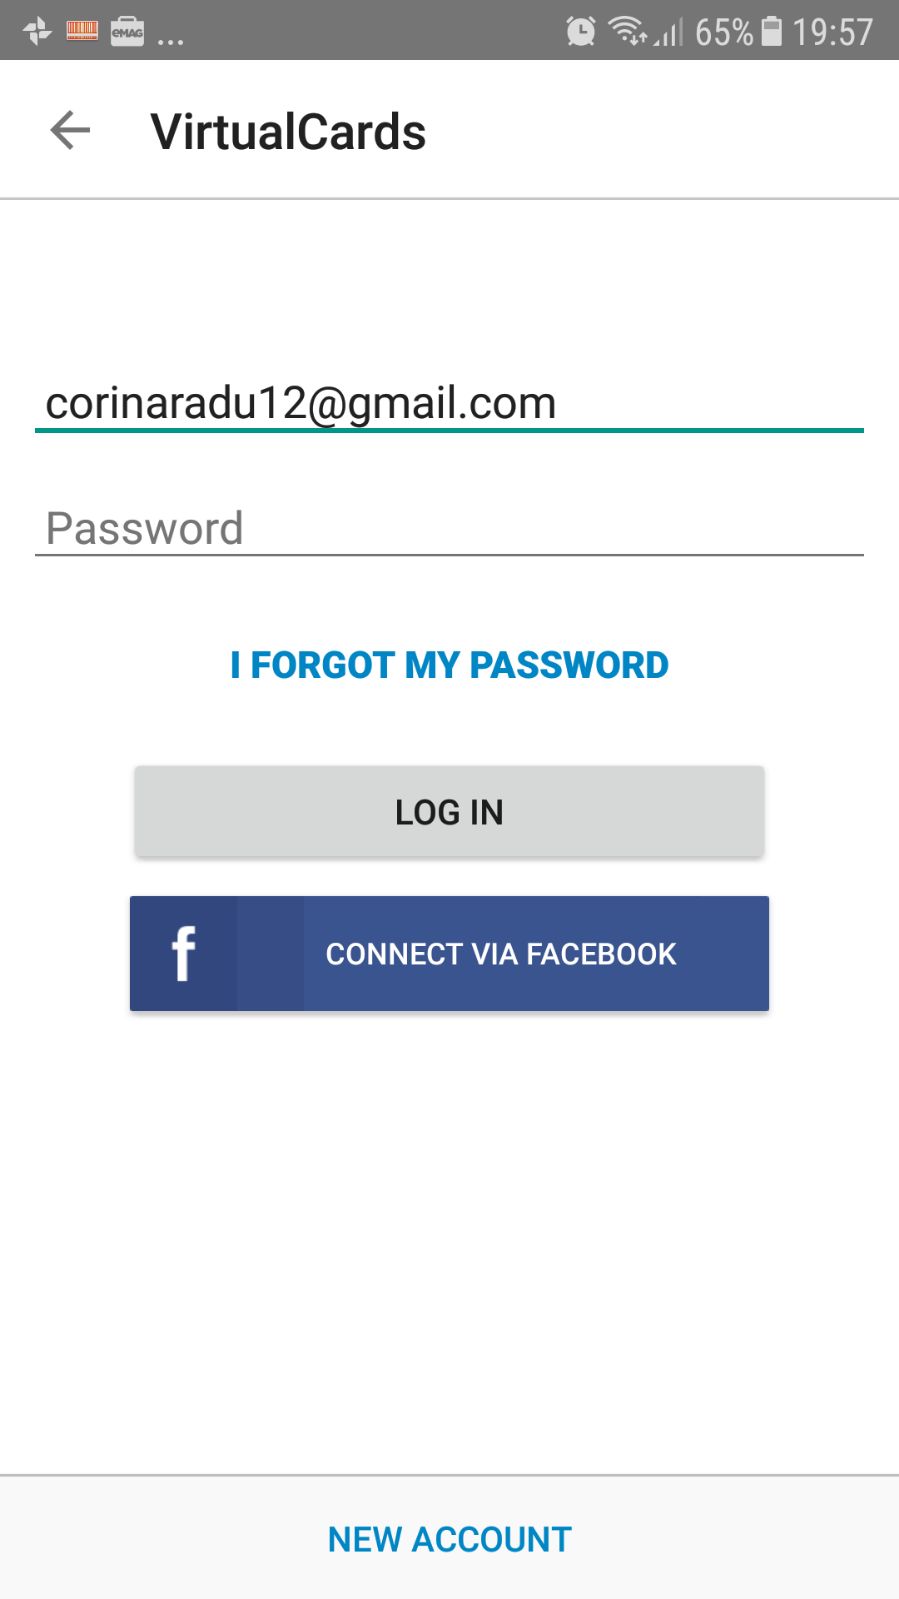 eMAG ... 65% 19:57
VirtualCards
corinaradu12@gmail.com
Password
I FORGOT MY PASSWORD
LOG IN
f CONNECT VIA FACEBOOK
NEW ACCOUNT